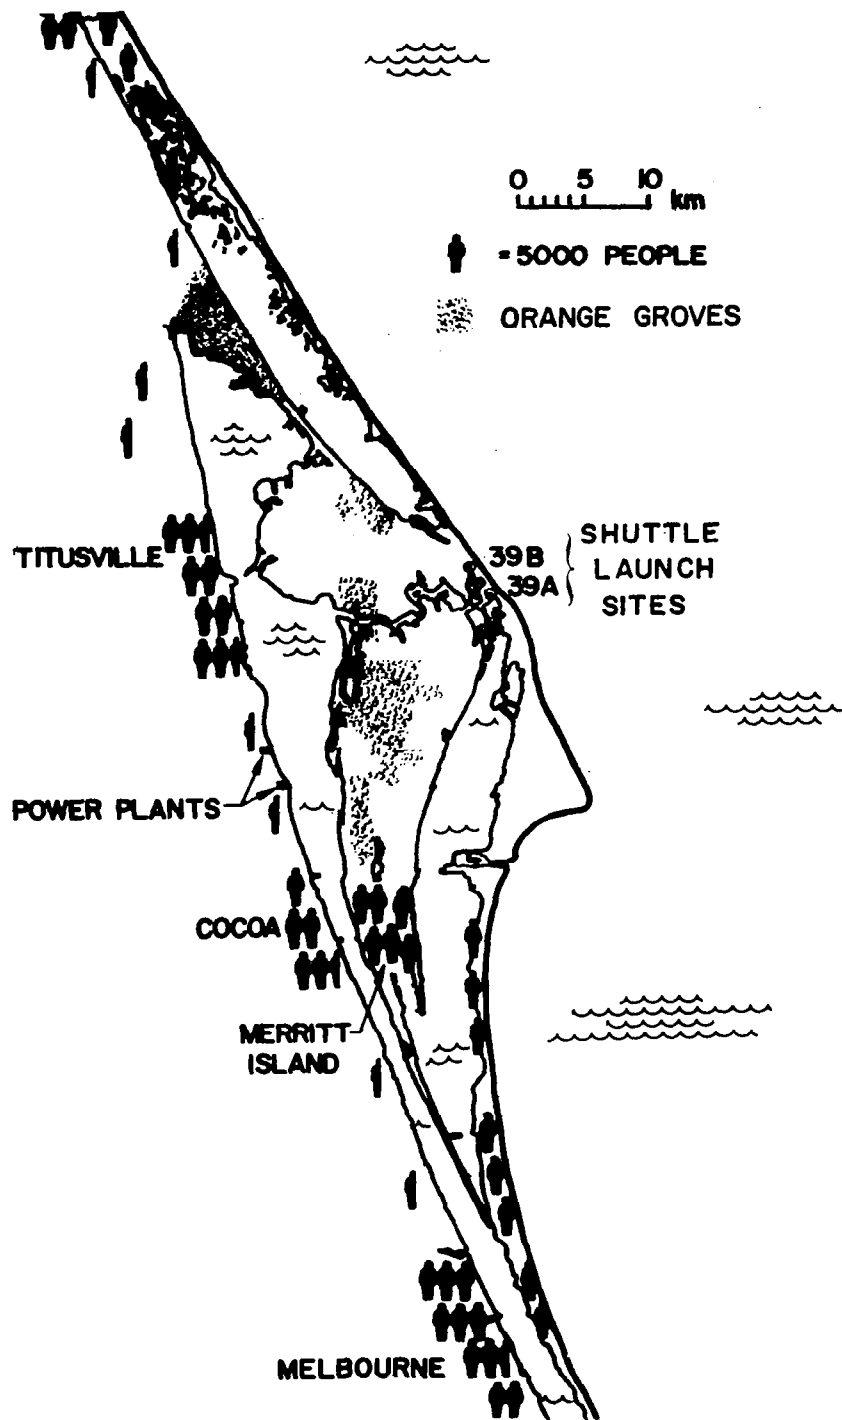 0 5 10
km
= 5000 PEOPLE
ORANGE GROVES
SHUTTLE
LAUNCH
SITES
39B
39A
TITUSVILLE
POWER PLANTS
COCOA
MERRITT
ISLAND
MELBOURNE